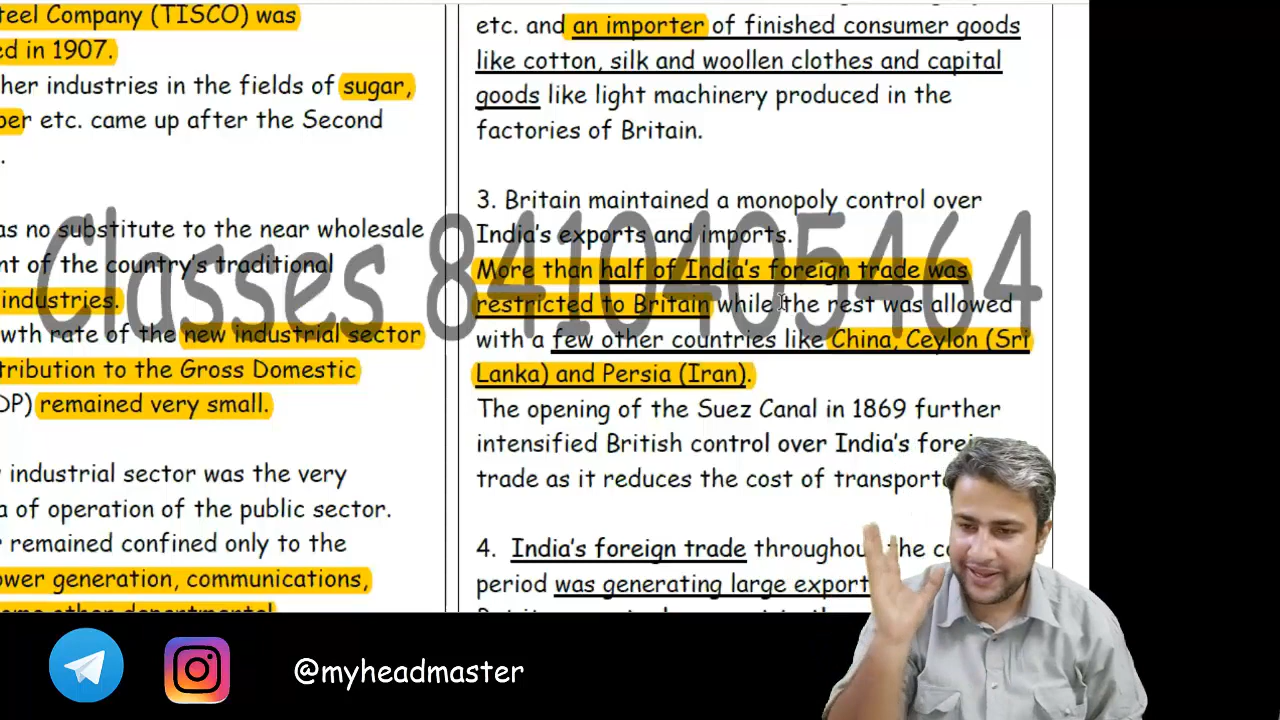 teel Company (TISCO) was
ed in 1907.
her industries in the fields of sugar,
per etc. came up after the Second
.
as no substitute to the near wholesale
nt of the country's traditional
industries.
wth rate of the new industrial sector
tribution to the Gross Domestic
DP) remained very small.
industrial sector was the very
a of operation of the public sector.
r remained confined only to the
ower generation, communications,
etc. and an importer of finished consumer goods
like cotton, silk and woollen clothes and capital
goods like light machinery produced in the
factories of Britain.
3. Britain maintained a monopoly control over
India's exports and imports.
More than half of India's foreign trade was
restricted to Britain while the rest was allowed
with a few other countries like China, Ceylon (Sri
Lanka) and Persia (Iran).
The opening of the Suez Canal in 1869 further
intensified British control over India's forei
trade as it reduces the cost of transport
4. India's foreign trade throughou the co
period was generating large export
Classes 8410405464
@myheadmaster